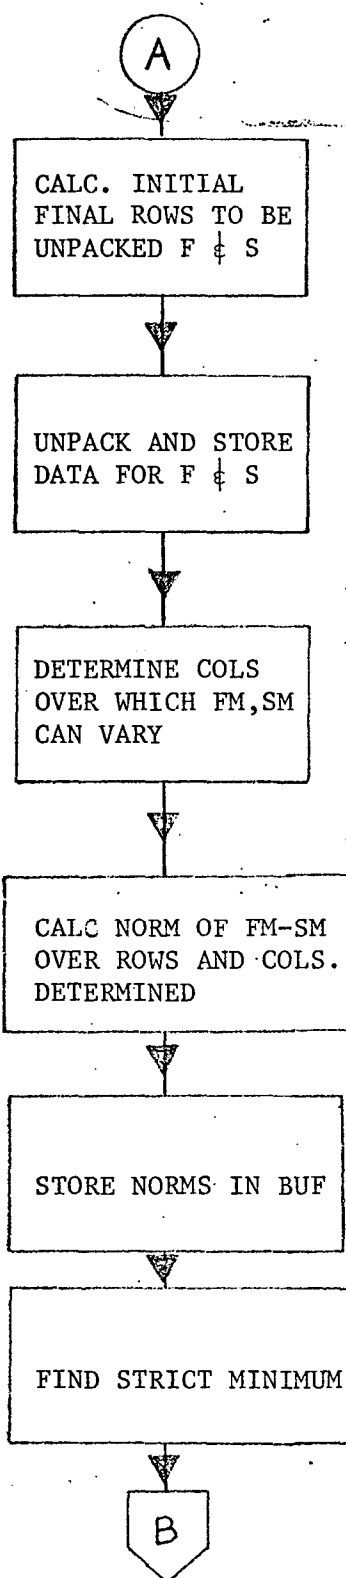 A
CALC. INITIAL
FINAL ROWS TO BE
UNPACKED F & S
UNPACK AND STORE
DATA FOR F & S
DETERMINE COLS
OVER WHICH FM,SM
CAN VARY
CALC NORM OF FM-SM
OVER ROWS AND COLS.
DETERMINED
STORE NORMS IN BUF
FIND STRICT MINIMUM
B